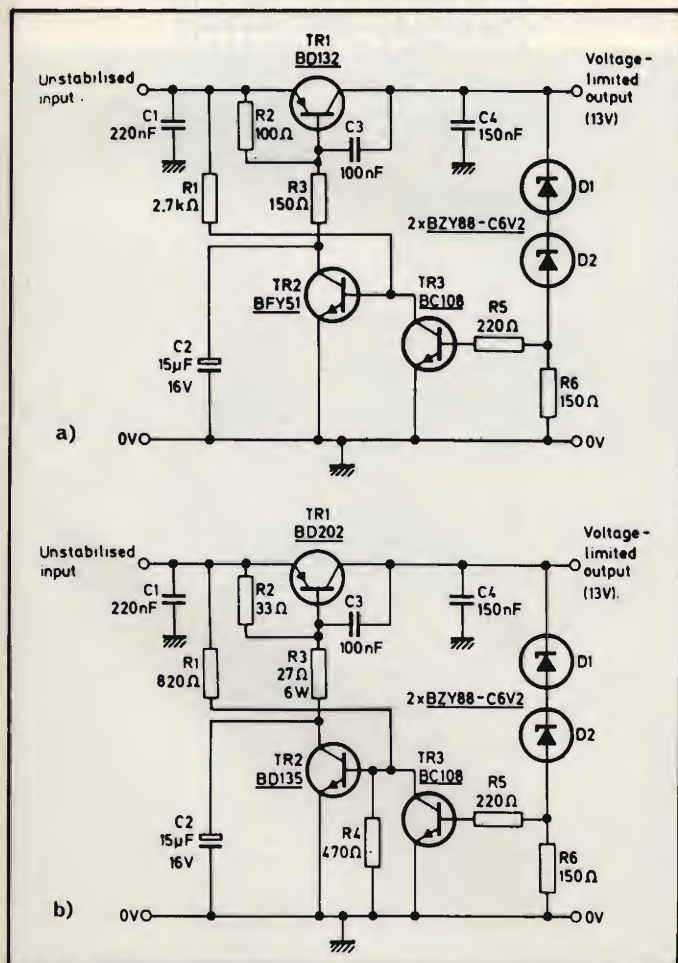 TR1
BD132
Unstabilised
input
Voltage-
limited
output
(13V)
C1
220nF
R2
100Ω
C3
100nF
C4
150nF
R1
2,7kΩ
R3
150Ω
D1
2xBZY88-C6V2
D2
TR2
BFY51
TR3
BC108
R5
220Ω
C2
15µF
16V
R6
150Ω
a)
0V
0V
TR1
BD202
Unstabilised
input
Voltage-
limited
output
(13V).
C1
220nF
R2
33Ω
C3
100nF
C4
150nF
R1
820Ω
R3
27Ω
6W
D1
2xBZY88-C6V2
D2
TR2
BD135
TR3
BC108
R5
220Ω
C2
15µF
16V
R4
470Ω
R6
150Ω
b)
0V
0V